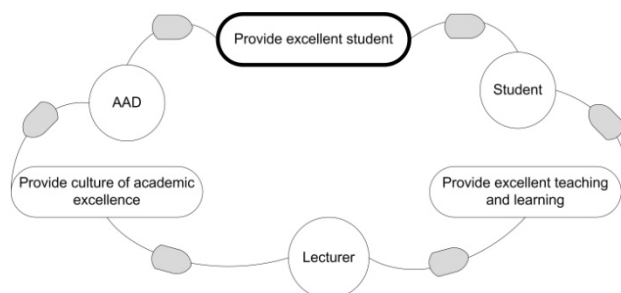 Provide excellent student
AAD
Student
Provide culture of academic
excellence
Provide excellent teaching
and learning
Lecturer